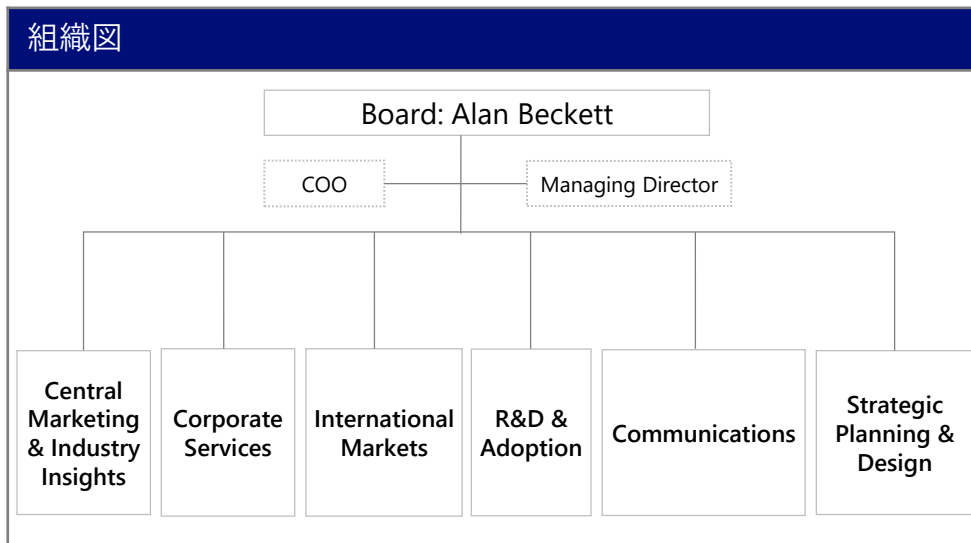 組織図
Board: Alan Beckett
COO
Managing Director
Central
Marketing
& Industry
Insights
Corporate
Services
International
Markets
R&D &
Adoption
Communications
Strategic
Planning &
Design